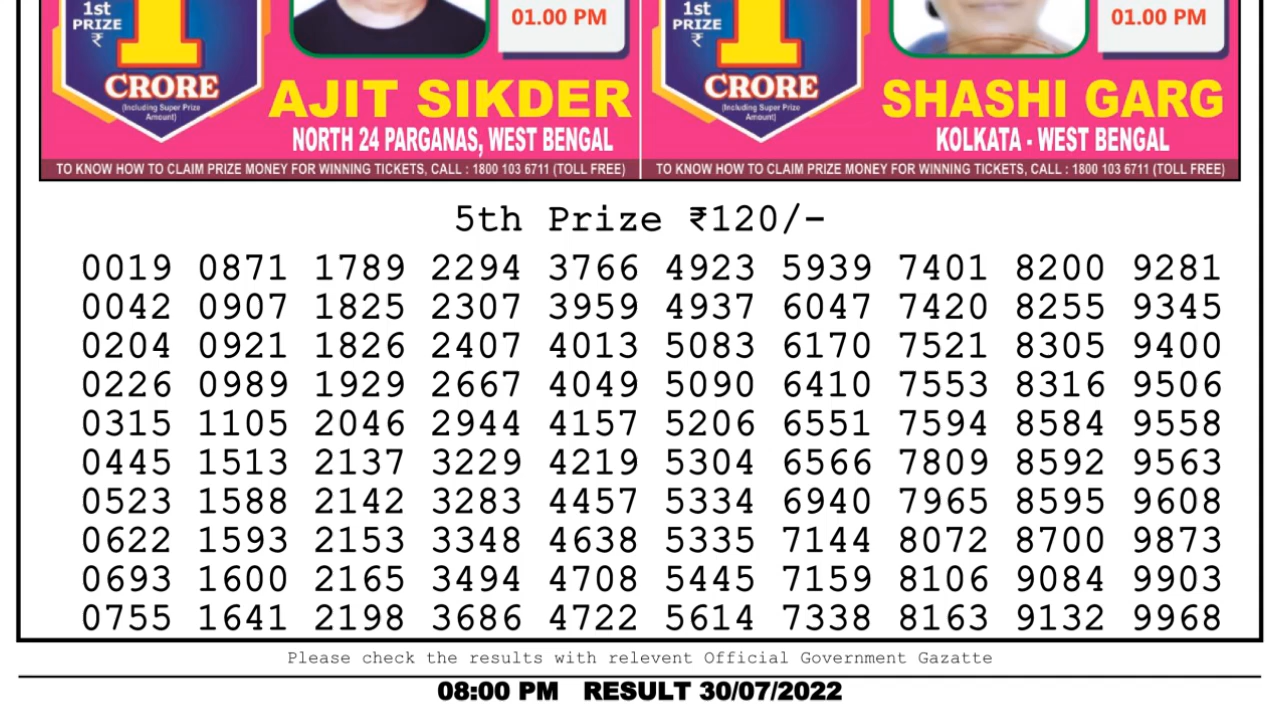 1st
PRIZE
₹
1
CRORE
(Including Super Prize
Amount)
01.00 PM
AJIT SIKDER
NORTH 24 PARGANAS, WEST BENGAL
TO KNOW HOW TO CLAIM PRIZE MONEY FOR WINNING TICKETS, CALL : 1800 103 6711 (TOLL FREE)
1st
PRIZE
₹
1
CRORE
(Including Super Prize
Amount)
01.00 PM
SHASHI GARG
KOLKATA - WEST BENGAL
TO KNOW HOW TO CLAIM PRIZE MONEY FOR WINNING TICKETS, CALL : 1800 103 6711 (TOLL FREE)
5th Prize ₹120/-
0019 0871 1789 2294 3766 4923 5939 7401 8200 9281
0042 0907 1825 2307 3959 4937 6047 7420 8255 9345
0204 0921 1826 2407 4013 5083 6170 7521 8305 9400
0226 0989 1929 2667 4049 5090 6410 7553 8316 9506
0315 1105 2046 2944 4157 5206 6551 7594 8584 9558
0445 1513 2137 3229 4219 5304 6566 7809 8592 9563
0523 1588 2142 3283 4457 5334 6940 7965 8595 9608
0622 1593 2153 3348 4638 5335 7144 8072 8700 9873
0693 1600 2165 3494 4708 5445 7159 8106 9084 9903
0755 1641 2198 3686 4722 5614 7338 8163 9132 9968
Please check the results with relevent Official Government Gazatte
08:00 PM RESULT 30/07/2022